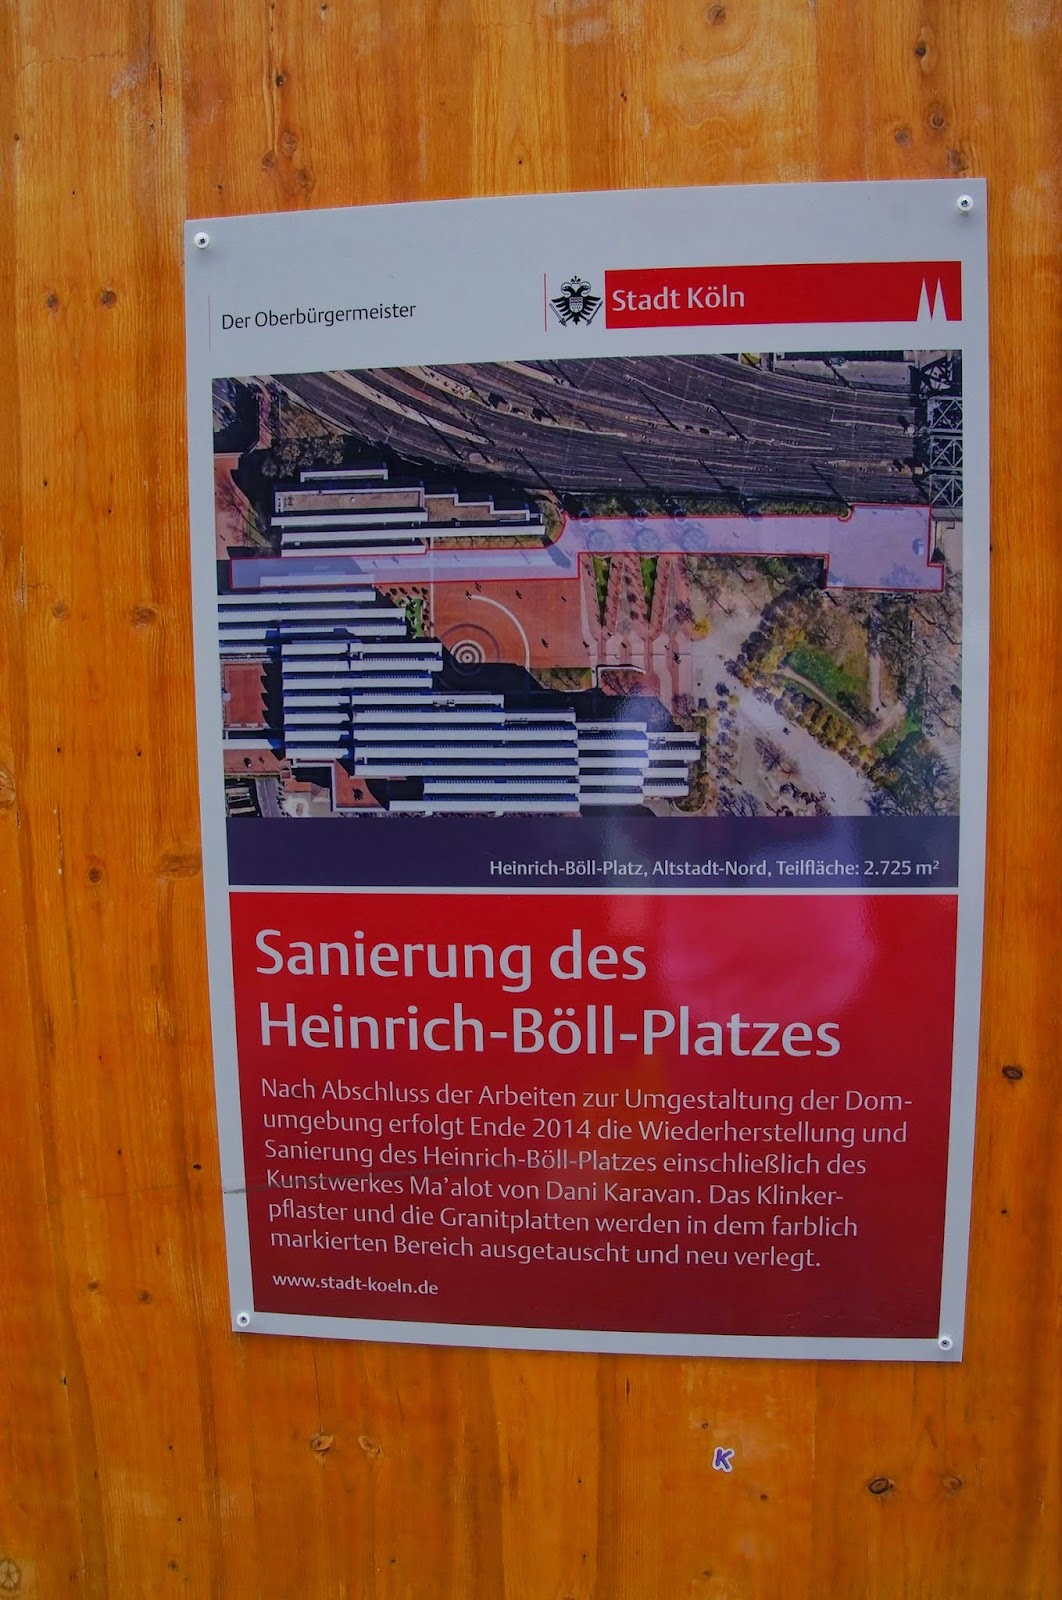 Der Oberbürgermeister
Stadt Köln
Heinrich-Böll-Platz, Altstadt-Nord, Teilfläche: 2.725 m²
Sanierung des
Heinrich-Böll-Platzes
Nach Abschluss der Arbeiten zur Umgestaltung der Dom-
umgebung erfolgt Ende 2014 die Wiederherstellung und
Sanierung des Heinrich-Böll-Platzes einschließlich des
Kunstwerkes Ma'alot von Dani Karavan. Das Klinker-
pflaster und die Granitplatten werden in dem farblich
markierten Bereich ausgetauscht und neu verlegt.
www.stadt-koeln.de
K